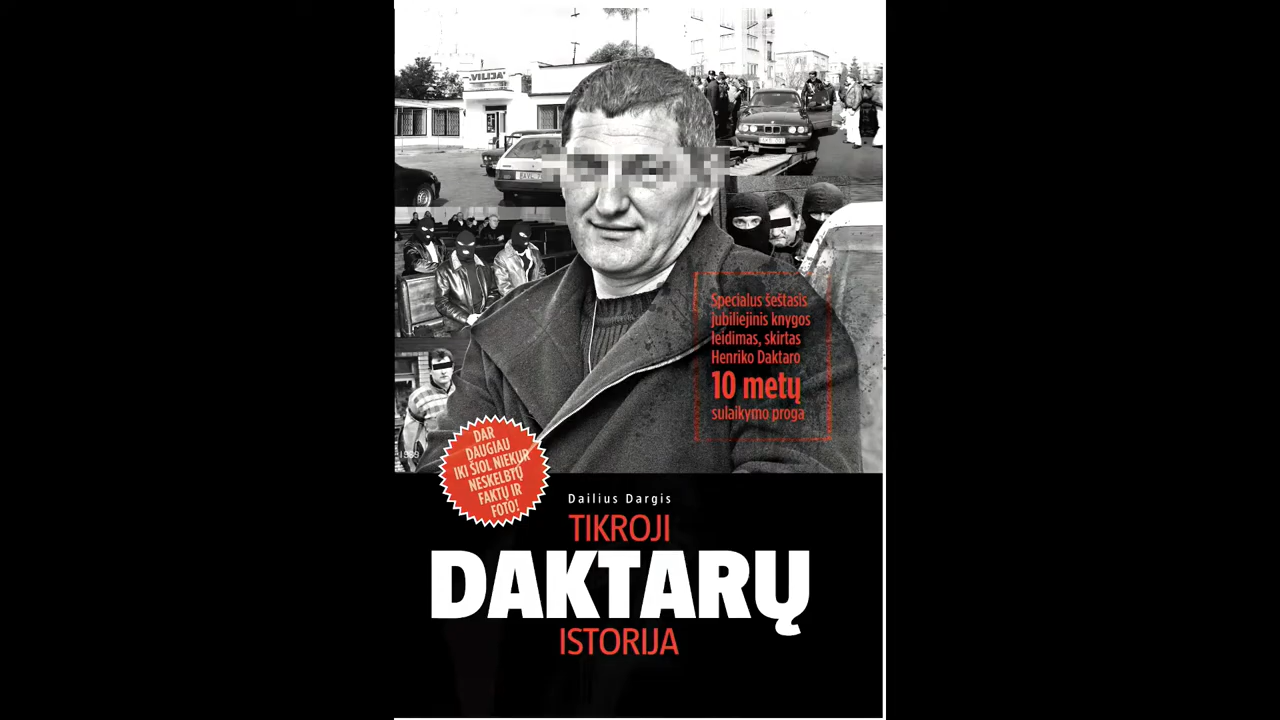 „VILIJA"
Specialus šeštasis
jubiliejinis knygos
leidimas, skirtas
Henriko Daktaro
10 metų
sulaikymo proga
DAR
DAUGIAU
IKI ŠIOL NIEKUR
NESKELBTŲ
FAKTŲ IR
FOTO!
Dailius Dargis
TIKROJI
DAKTARŲ
ISTORIJA